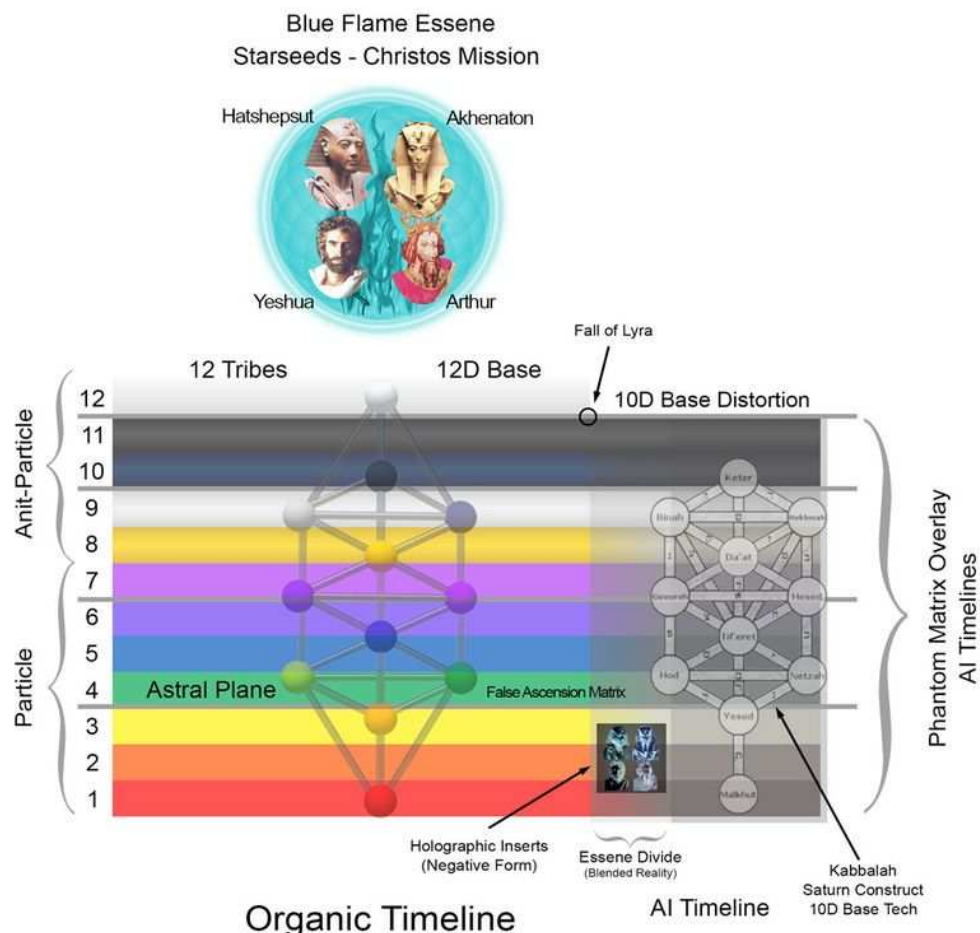 Blue Flame Essene
Starseeds - Christos Mission
Hatshepsut
Akhenaton
Yeshua
Arthur
Fall of Lyra
12 Tribes
12D Base
10D Base Distortion
12
11
10
9
8
7
6
5
4
3
2
1
Anit-Particle
Particle
Astral Plane
False Ascension Matrix
Keter
Binah
Da'at
Hesed
Tif'aret
Hod
Netzah
Yesod
Malkhut
Phantom Matrix Overlay
AI Timelines
Holographic Inserts
(Negative Form)
Essene Divide
(Blended Reality)
Kabbalah
Saturn Construct
10D Base Tech
Organic Timeline
AI Timeline